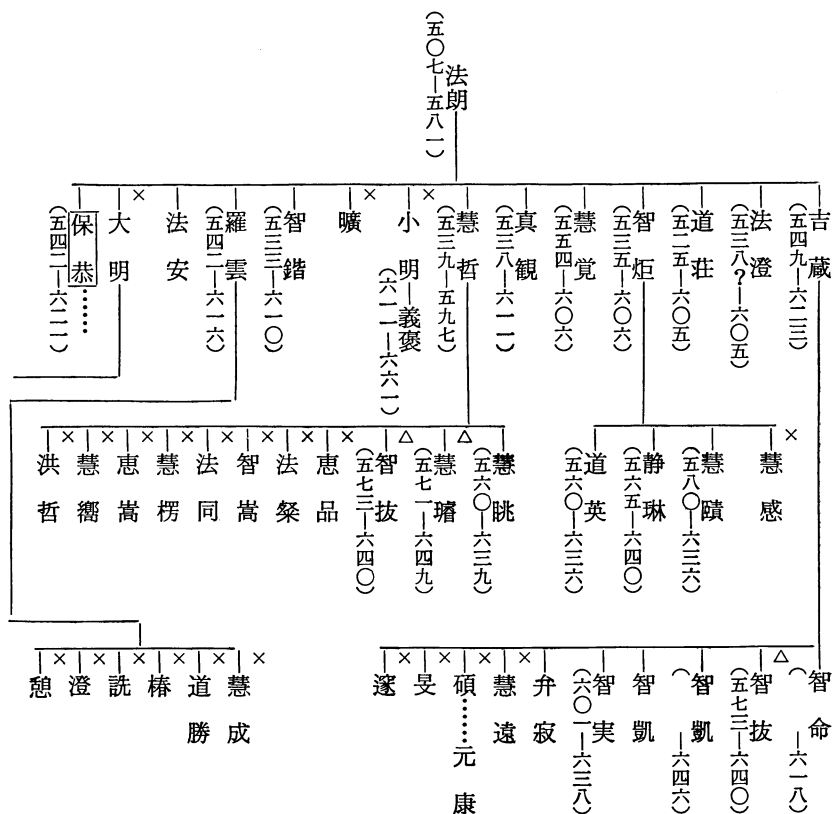 法朗
(五〇七―五八一)
吉蔵
(五四九―六二三)
法澄
(五三八?―六〇五)
道荘
(五二五―六〇五)
智炬
(五三五―六〇六)
慧覚
(五五四―六〇六)
真観
(五三八―六一一)
慧哲
(五三九―五九七)
×
小明―義褒
(六一一―六六一)
×
曠
智鍇
(五三三―六一〇)
羅雲
(五四二―六一六)
法安
×
大明
保恭……
(五四二―六二一)
×
慧感
慧賾
(五八〇―六三六)
静琳
(五六五―六四〇)
道英
(五六〇―六三六)
慧眺
(五六〇―六三九)
△
慧璿
(五七一―六四九)
△
智拔
(五七三―六四〇)
×
恵品
×
法粲
×
智嵩
×
法同
×
慧楞
×
恵嵩
×
慧嚮
×
洪哲
智命
( ―六一八)
△
智拔
(五七三―六四〇)
智凱
( ―六四六)
智凱
智実
(六〇一―六三八)
弁寂
×
慧遠
×
碩……元康
×
旻
×
邃
×
慧成
×
道勝
×
椿
×
詵
×
澄
×
憩